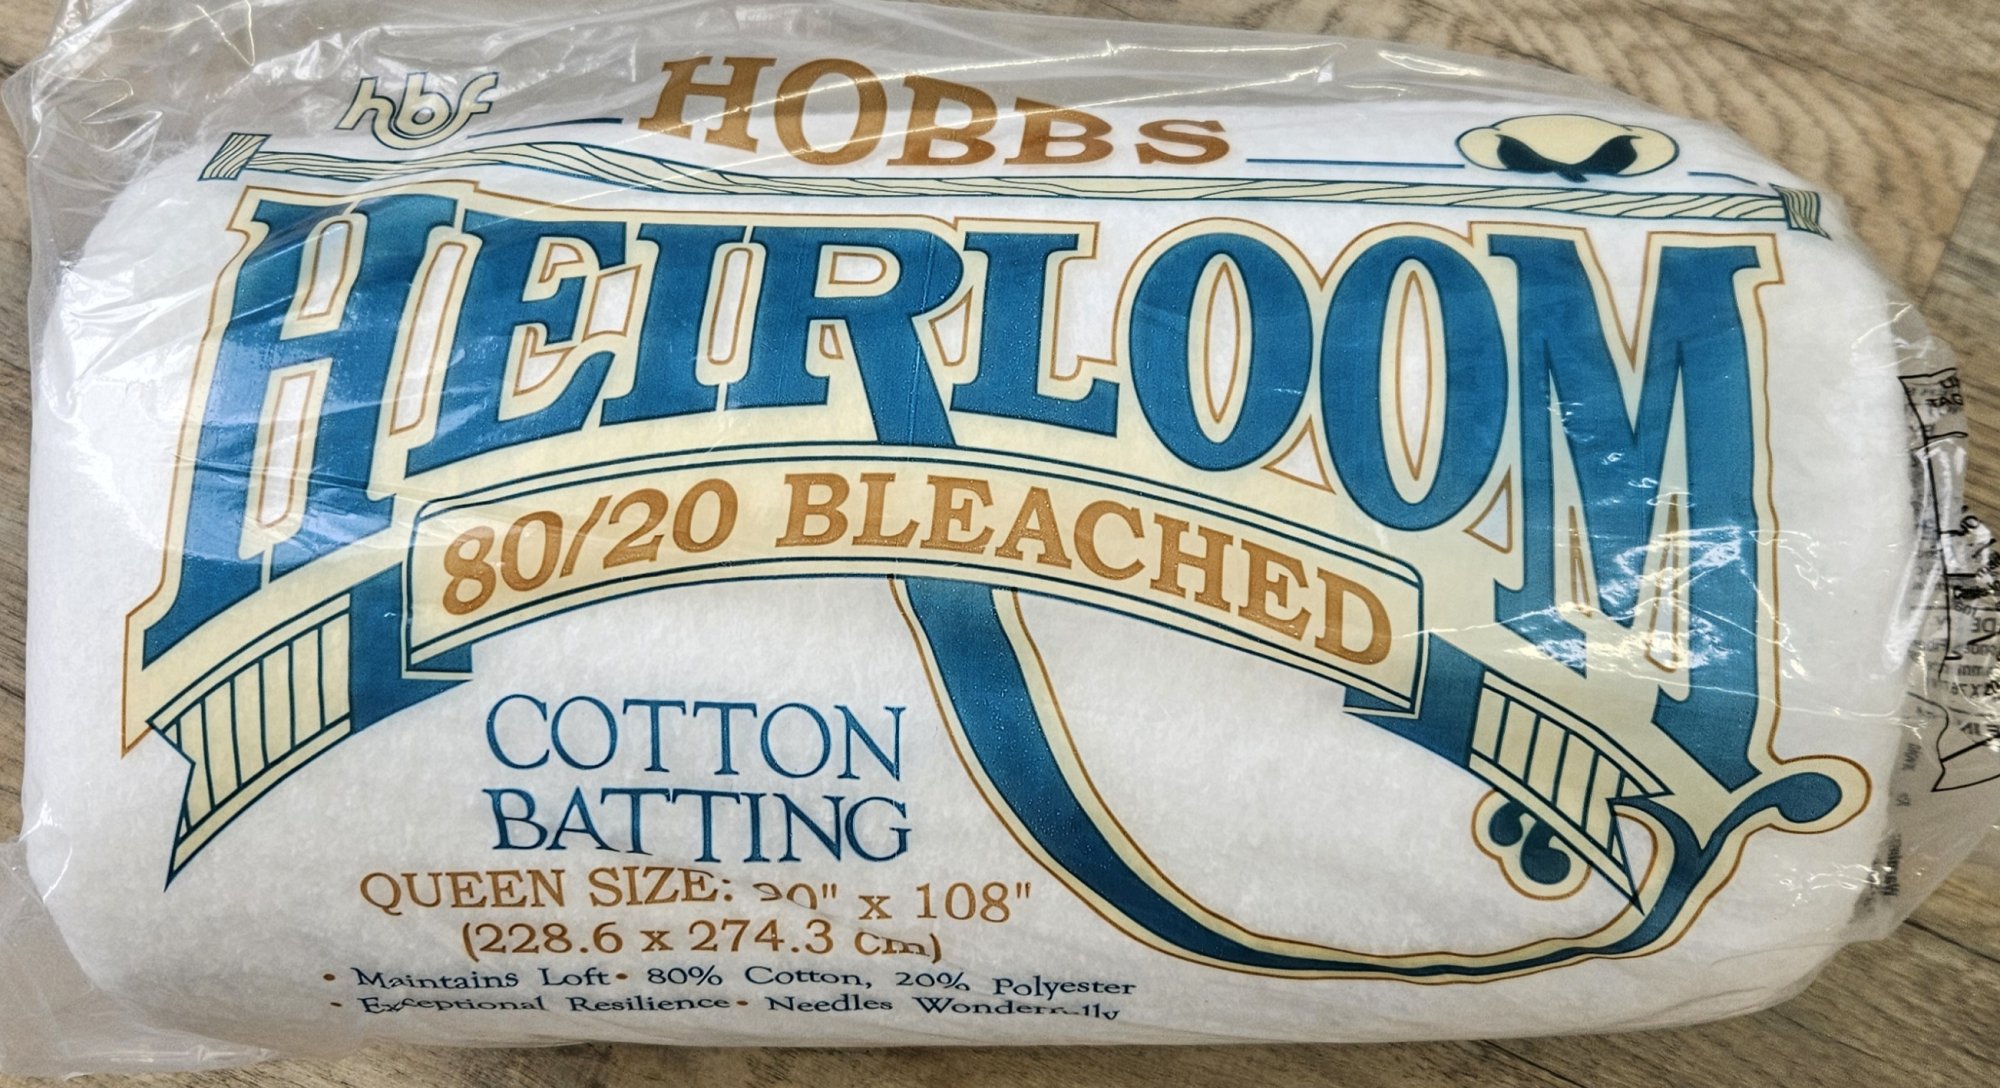 hbf
HOBBS
HEIRLOOM
80/20 BLEACHED
COTTON
BATTING
QUEEN SIZE: 90" x 108"
(228.6 x 274.3 cm)
• Maintains Loft • 80% Cotton, 20% Polyester
• Exceptional Resilience • Needles Wonderfully